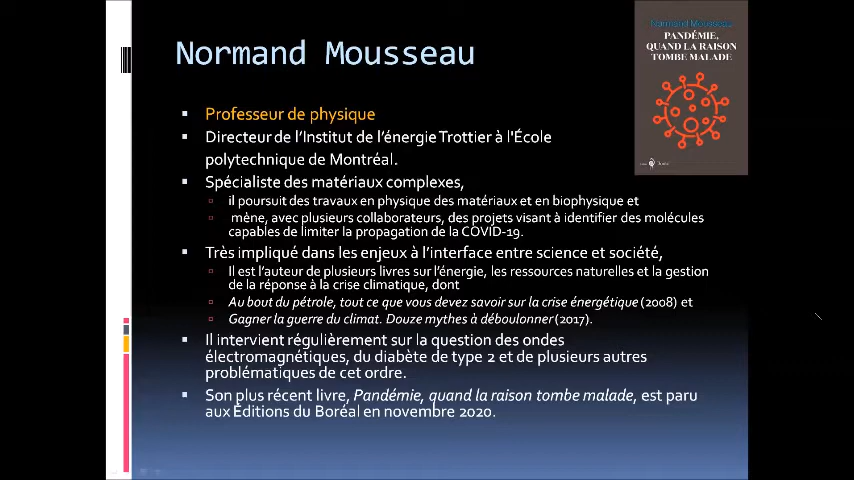 Normand Mousseau
Normand Mousseau
PANDÉMIE,
QUAND LA RAISON
TOMBE MALADE
Professeur de physique
Directeur de l'Institut de l'énergie Trottier à l'École
polytechnique de Montréal.
Spécialiste des matériaux complexes,
il poursuit des travaux en physique des matériaux et en biophysique et
mène, avec plusieurs collaborateurs, des projets visant à identifier des molécules
capables de limiter la propagation de la COVID-19.
Très impliqué dans les enjeux à l'interface entre science et société,
Il est l'auteur de plusieurs livres sur l'énergie, les ressources naturelles et la gestion
de la réponse à la crise climatique, dont
Au bout du pétrole, tout ce que vous devez savoir sur la crise énergétique (2008) et
Gagner la guerre du climat. Douze mythes à déboulonner (2017).
Il intervient régulièrement sur la question des ondes
électromagnétiques, du diabète de type 2 et de plusieurs autres
problématiques de cet ordre.
Son plus récent livre, Pandémie, quand la raison tombe malade, est paru
aux Éditions du Boréal en novembre 2020.